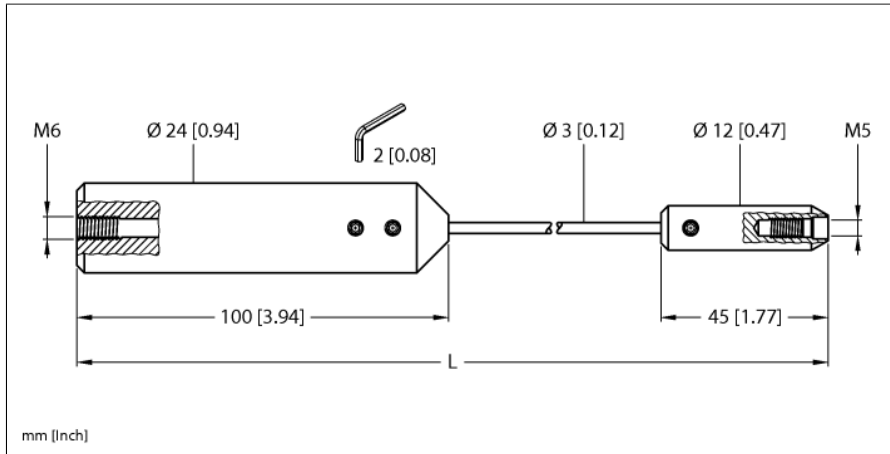 M6
Ø 24 [0.94]
2 [0.08]
Ø 3 [0.12]
Ø 12 [0.47]
M5
100 [3.94]
45 [1.77]
L
mm [Inch]